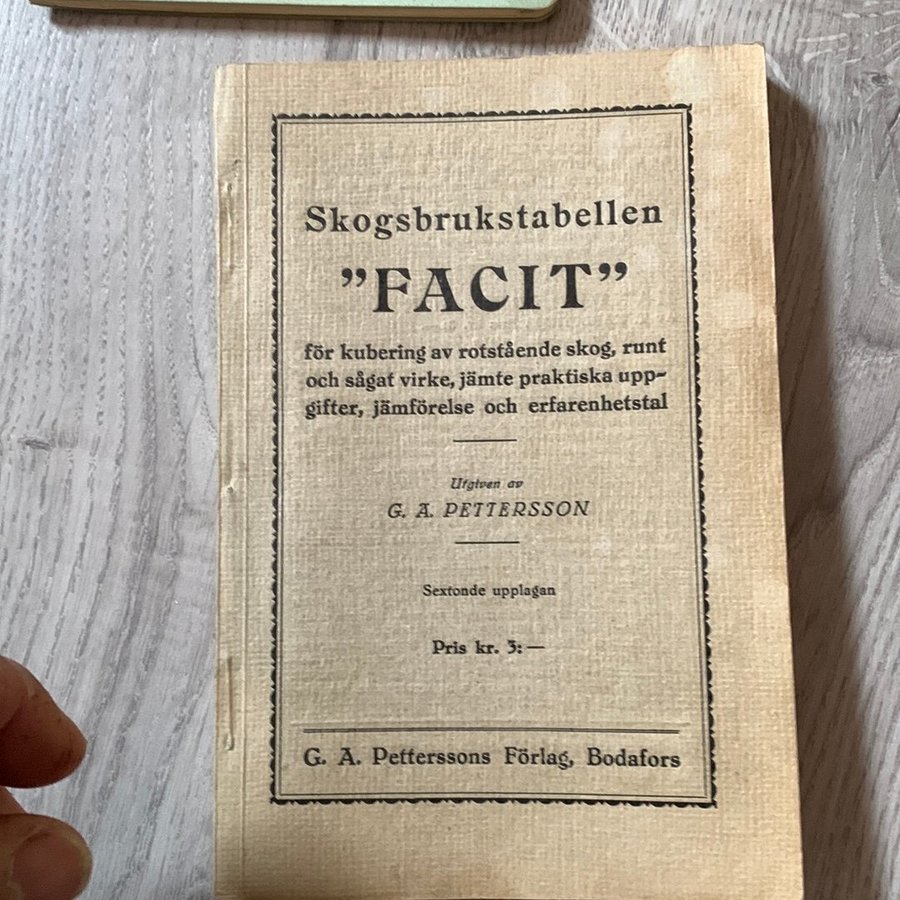 Skogsbrukstabellen
”FACIT”
för kubering av rotstående skog, runt
och sågat virke, jämte praktiska upp-
gifter, jämförelse och erfarenhetstal
Utgiven av
G. A. PETTERSSON
Sextonde upplagan
Pris kr. 3:—
G. A. Petterssons Förlag, Bodafors